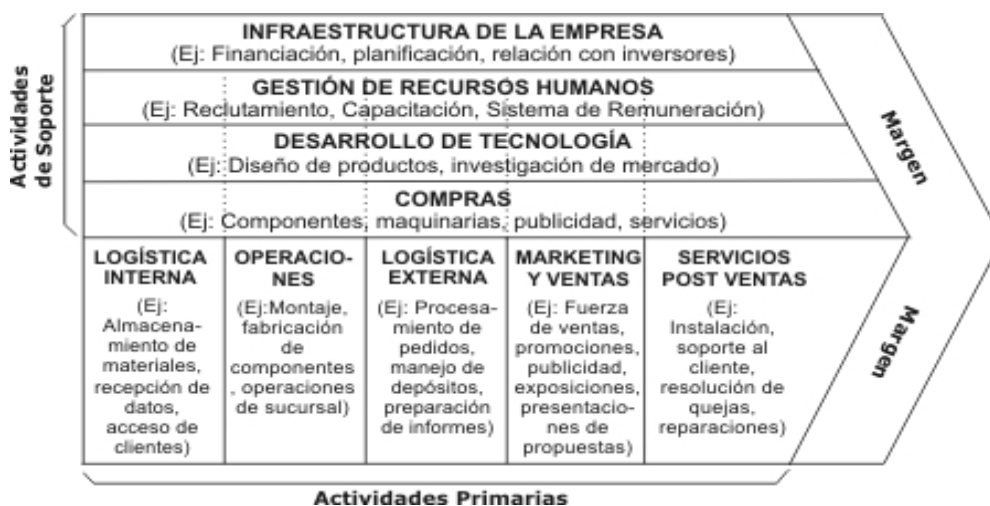 Actividades
de Soporte
INFRAESTRUCTURA DE LA EMPRESA
(Ej: Financiación, planificación, relación con inversores)
GESTIÓN DE RECURSOS HUMANOS
(Ej: Reclutamiento, Capacitación, Sistema de Remuneración)
DESARROLLO DE TECNOLOGÍA
(Ej: Diseño de productos, investigación de mercado)
COMPRAS
(Ej: Componentes, maquinarias, publicidad, servicios)
LOGÍSTICA
INTERNA
(Ej:
Almacena-
miento de
materiales,
recepción de
datos,
acceso de
clientes)
OPERACIO-
NES
(Ej:Montaje,
fabricación
de
componentes
, operaciones
de sucursal)
LOGÍSTICA
EXTERNA
(Ej: Procesa-
miento de
pedidos,
manejo de
depósitos,
preparación
de informes)
MARKETING
Y VENTAS
(Ej: Fuerza
de ventas,
promociones,
publicidad,
exposiciones,
presentacio-
nes de
propuestas)
SERVICIOS
POST VENTAS
(Ej:
Instalación,
soporte al
cliente,
resolución de
quejas,
reparaciones)
Margen
Margen
Actividades Primarias